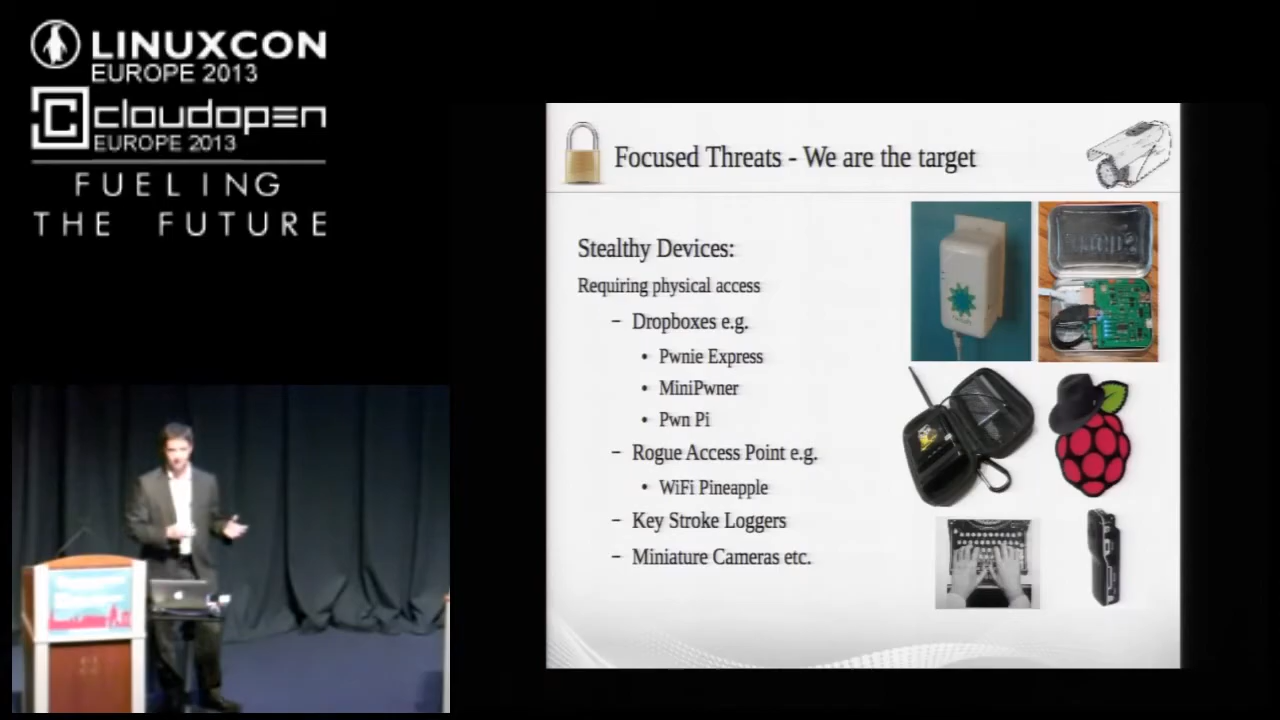 LINUXCON
EUROPE 2013
cloudopen
EUROPE 2013
FUELING
THE FUTURE
Focused Threats - We are the target
Stealthy Devices:
Requiring physical access
– Dropboxes e.g.
• Pwnie Express
• MiniPwner
• Pwn Pi
– Rogue Access Point e.g.
• WiFi Pineapple
– Key Stroke Loggers
– Miniature Cameras etc.